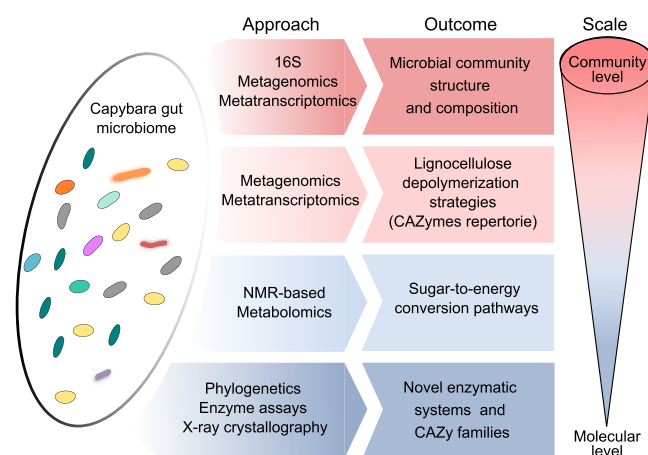 Approach
Outcome
Scale
Capybara gut
microbiome
16S
Metagenomics
Metatranscriptomics
Microbial community
structure
and composition
Community
level
Metagenomics
Metatranscriptomics
Lignocellulose
depolymerization
strategies
(CAZymes repertorie)
NMR-based
Metabolomics
Sugar-to-energy
conversion pathways
Phylogenetics
Enzyme assays
X-ray crystallography
Novel enzymatic
systems and
CAZy families
Molecular
level